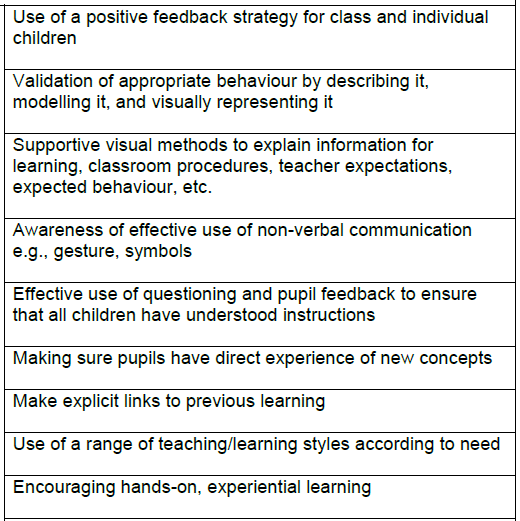 Use of a positive feedback strategy for class and individual
children
Validation of appropriate behaviour by describing it,
modelling it, and visually representing it
Supportive visual methods to explain information for
learning, classroom procedures, teacher expectations,
expected behaviour, etc.
Awareness of effective use of non-verbal communication
e.g., gesture, symbols
Effective use of questioning and pupil feedback to ensure
that all children have understood instructions
Making sure pupils have direct experience of new concepts
Make explicit links to previous learning
Use of a range of teaching/learning styles according to need
Encouraging hands-on, experiential learning